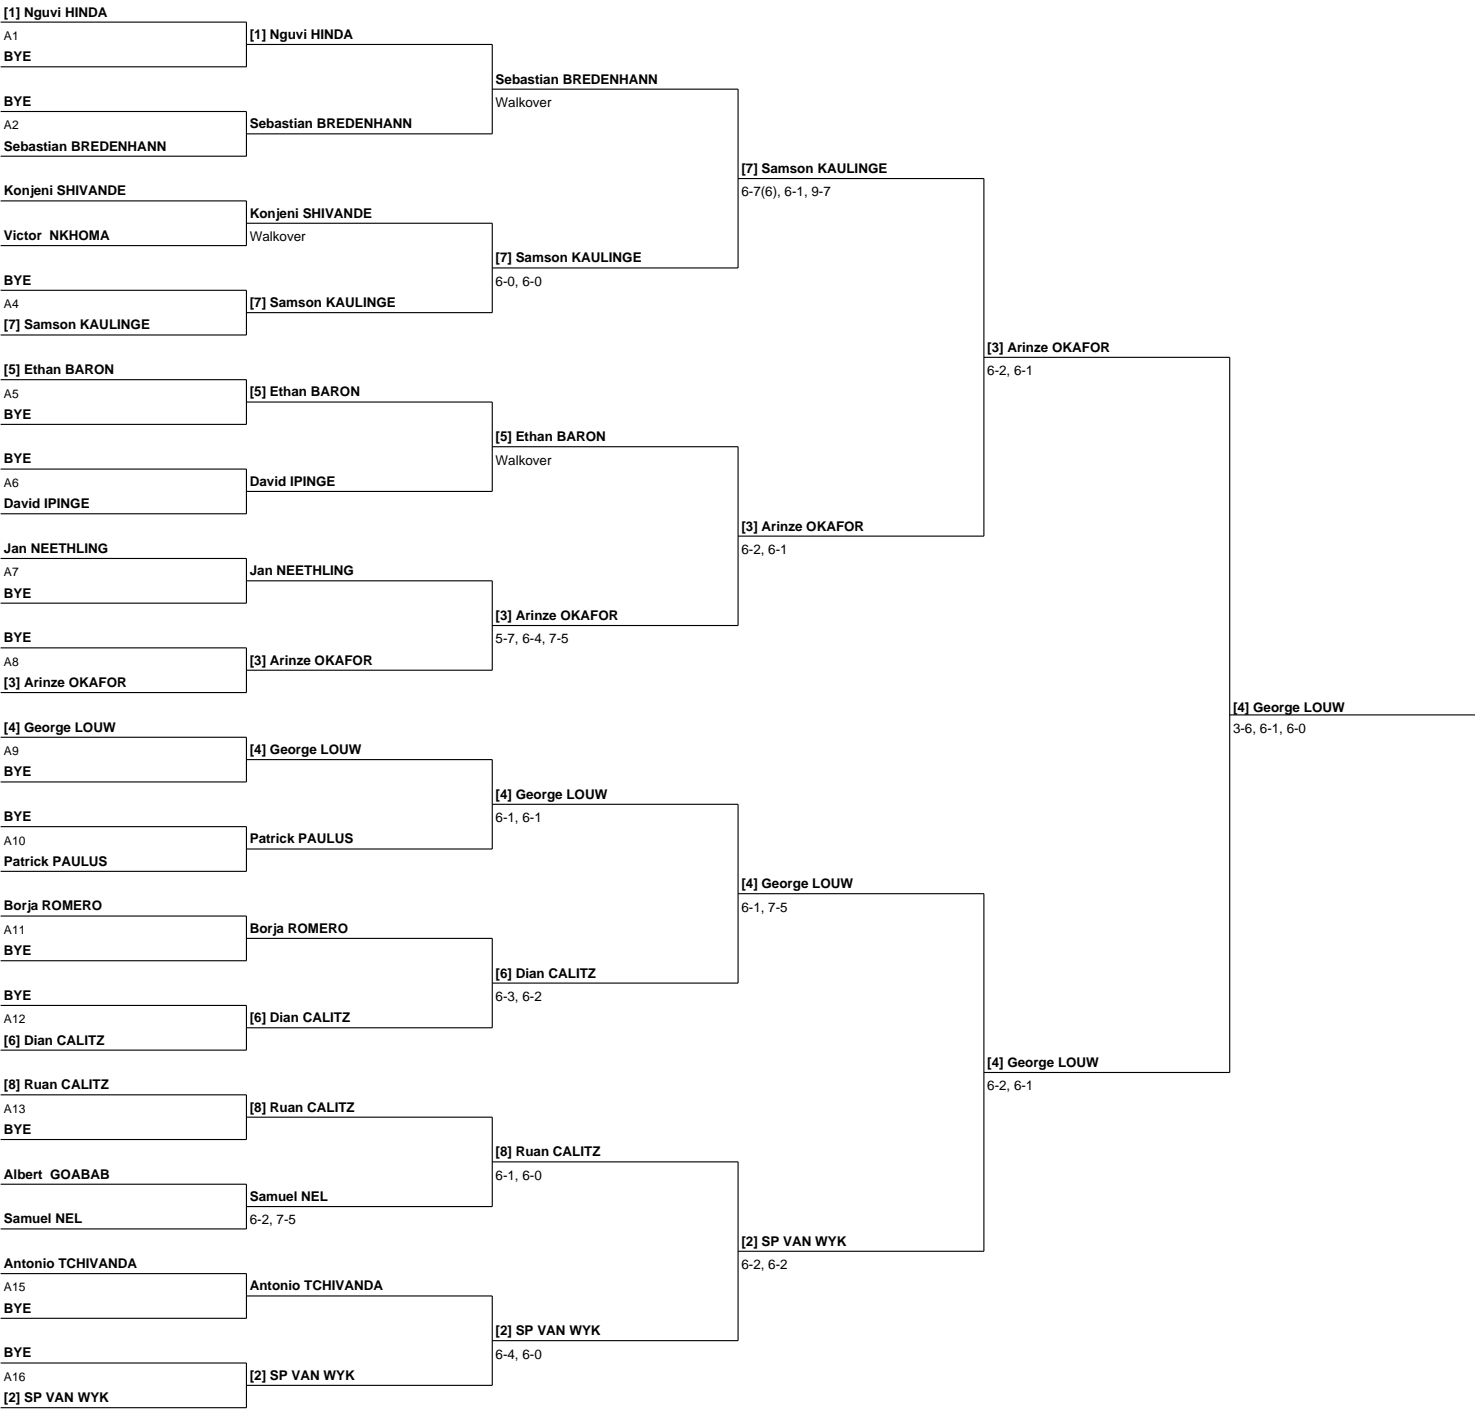 [1] Nguvi HINDA
A1
BYE
BYE
A2
Sebastian BREDENHANN
Konjeni SHIVANDE
Victor  NKHOMA
BYE
A4
[7] Samson KAULINGE
[5] Ethan BARON
A5
BYE
BYE
A6
David IPINGE
Jan NEETHLING
A7
BYE
BYE
A8
[3] Arinze OKAFOR
[4] George LOUW
A9
BYE
BYE
A10
Patrick PAULUS
Borja ROMERO
A11
BYE
BYE
A12
[6] Dian CALITZ
[8] Ruan CALITZ
A13
BYE
Albert  GOABAB
Samuel NEL
Antonio TCHIVANDA
A15
BYE
BYE
A16
[2] SP VAN WYK
[1] Nguvi HINDA
Sebastian BREDENHANN
Konjeni SHIVANDE
Walkover
[7] Samson KAULINGE
[5] Ethan BARON
David IPINGE
Jan NEETHLING
[3] Arinze OKAFOR
[4] George LOUW
Patrick PAULUS
Borja ROMERO
[6] Dian CALITZ
[8] Ruan CALITZ
Samuel NEL
6-2, 7-5
Antonio TCHIVANDA
[2] SP VAN WYK
Sebastian BREDENHANN
Walkover
[7] Samson KAULINGE
6-0, 6-0
[5] Ethan BARON
Walkover
[3] Arinze OKAFOR
5-7, 6-4, 7-5
[4] George LOUW
6-1, 6-1
[6] Dian CALITZ
6-3, 6-2
[8] Ruan CALITZ
6-1, 6-0
[2] SP VAN WYK
6-4, 6-0
[7] Samson KAULINGE
6-7(6), 6-1, 9-7
[3] Arinze OKAFOR
6-2, 6-1
[4] George LOUW
6-1, 7-5
[2] SP VAN WYK
6-2, 6-2
[3] Arinze OKAFOR
6-2, 6-1
[4] George LOUW
6-2, 6-1
[4] George LOUW
3-6, 6-1, 6-0